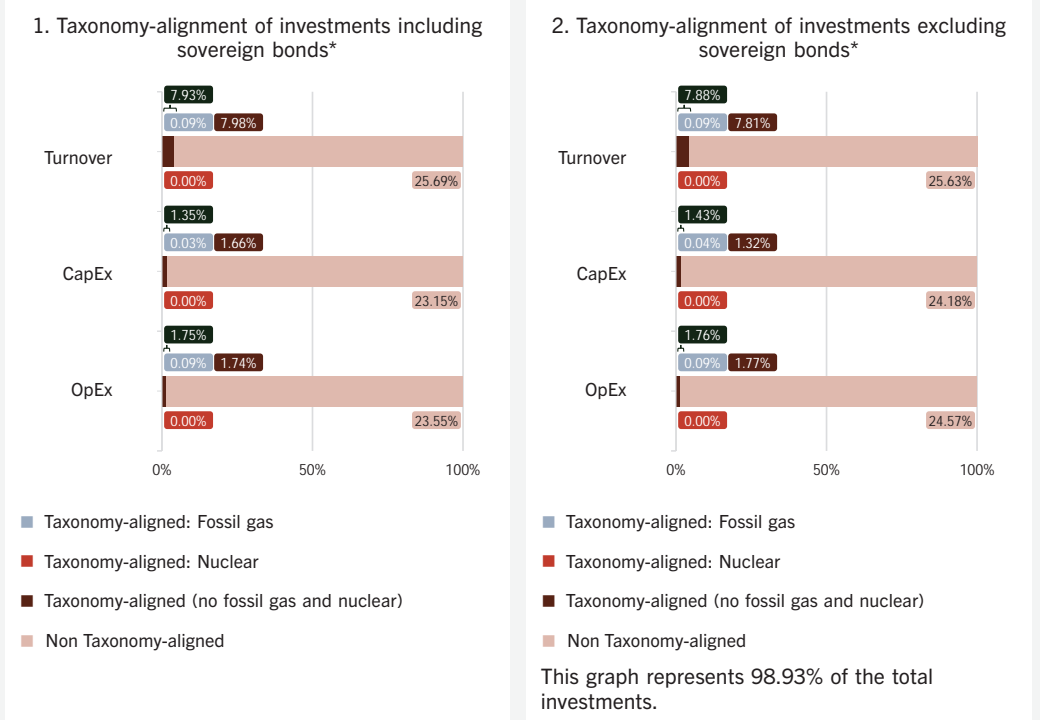 1. Taxonomy-alignment of investments including
sovereign bonds*
7.93%
0.09% 7.98%
Turnover
0.00% 25.69%
1.35%
0.03% 1.66%
CapEx
0.00% 23.15%
1.75%
0.09% 1.74%
OpEx
0.00% 23.55%
0% 50% 100%
Taxonomy-aligned: Fossil gas
Taxonomy-aligned: Nuclear
Taxonomy-aligned (no fossil gas and nuclear)
Non Taxonomy-aligned
2. Taxonomy-alignment of investments excluding
sovereign bonds*
7.88%
0.09% 7.81%
Turnover
0.00% 25.63%
1.43%
0.04% 1.32%
CapEx
0.00% 24.18%
1.76%
0.09% 1.77%
OpEx
0.00% 24.57%
0% 50% 100%
Taxonomy-aligned: Fossil gas
Taxonomy-aligned: Nuclear
Taxonomy-aligned (no fossil gas and nuclear)
Non Taxonomy-aligned
This graph represents 98.93% of the total
investments.